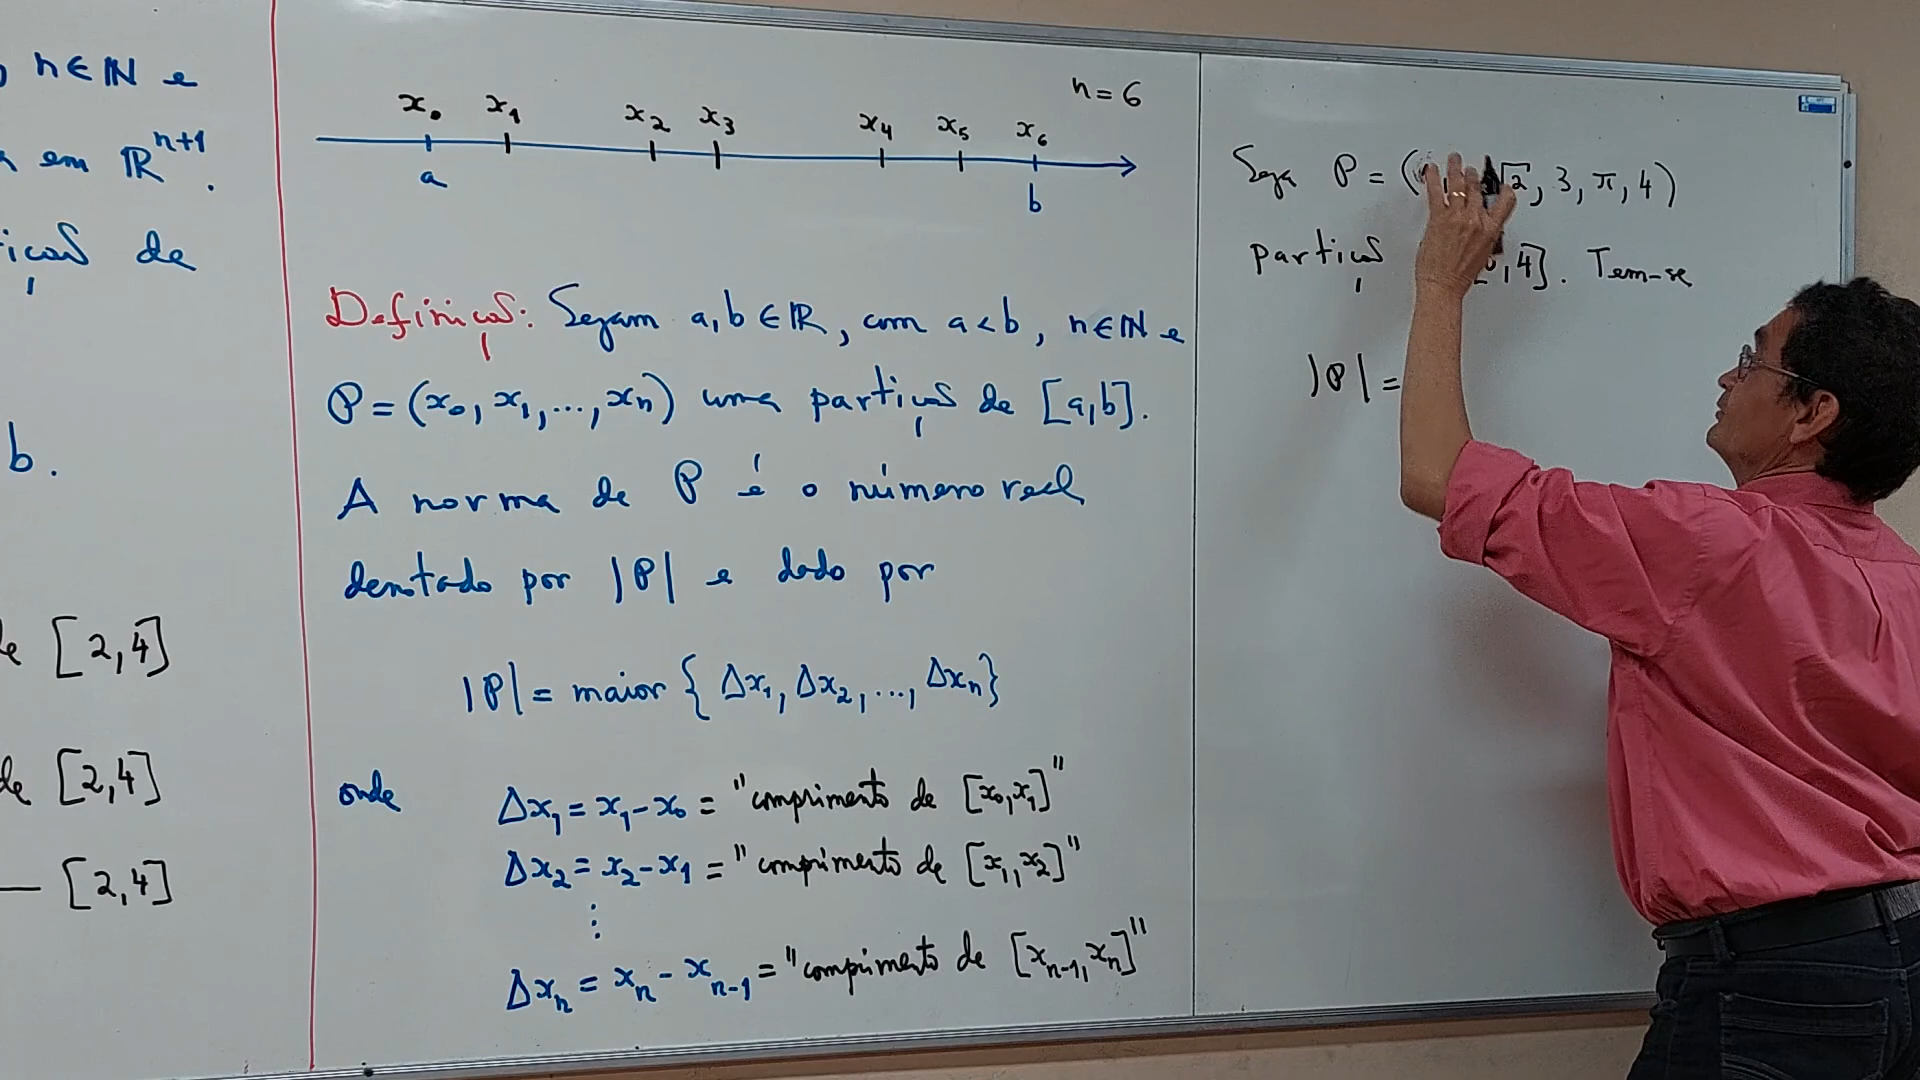 n∈ℕ e
em ℝⁿ⁺¹.
de
b.
[2,4]
de [2,4]
— [2,4]
n = 6
x₀ x₁ x₂ x₃ x₄ x₅ x₆
a b
Definição: Sejam a,b∈ℝ, com a<b, n∈ℕ e
P = (x₀, x₁, ..., xₙ) uma partição de [a,b].
A norma de P é o número real
denotado por |P| e dado por
|P| = maior { Δx₁, Δx₂, ..., Δxₙ}
onde Δx₁ = x₁ - x₀ = "comprimento de [x₀,x₁]"
Δx₂ = x₂ - x₁ = "comprimento de [x₁,x₂]"
⋮
Δxₙ = xₙ - xₙ₋₁ = "comprimento de [xₙ₋₁,xₙ]"
Seja P = ( √2, 3, π, 4)
partição ,4]. Tem-se
|P| =